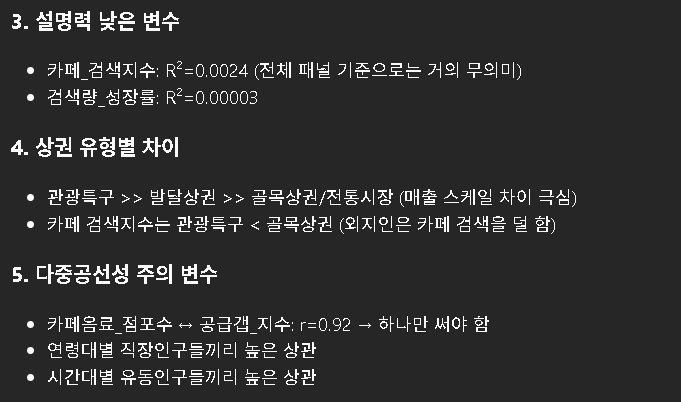 3. 설명력 낮은 변수
• 카페_검색지수: R²=0.0024 (전체 패널 기준으로는 거의 무의미)
• 검색량_성장률: R²=0.00003
4. 상권 유형별 차이
• 관광특구 >> 발달상권 >> 골목상권/전통시장 (매출 스케일 차이 극심)
• 카페 검색지수는 관광특구 < 골목상권 (외지인은 카페 검색을 덜 함)
5. 다중공선성 주의 변수
• 카페음료_점포수 ↔ 공급갭_지수: r=0.92 → 하나만 써야 함
• 연령대별 직장인구들끼리 높은 상관
• 시간대별 유동인구들끼리 높은 상관